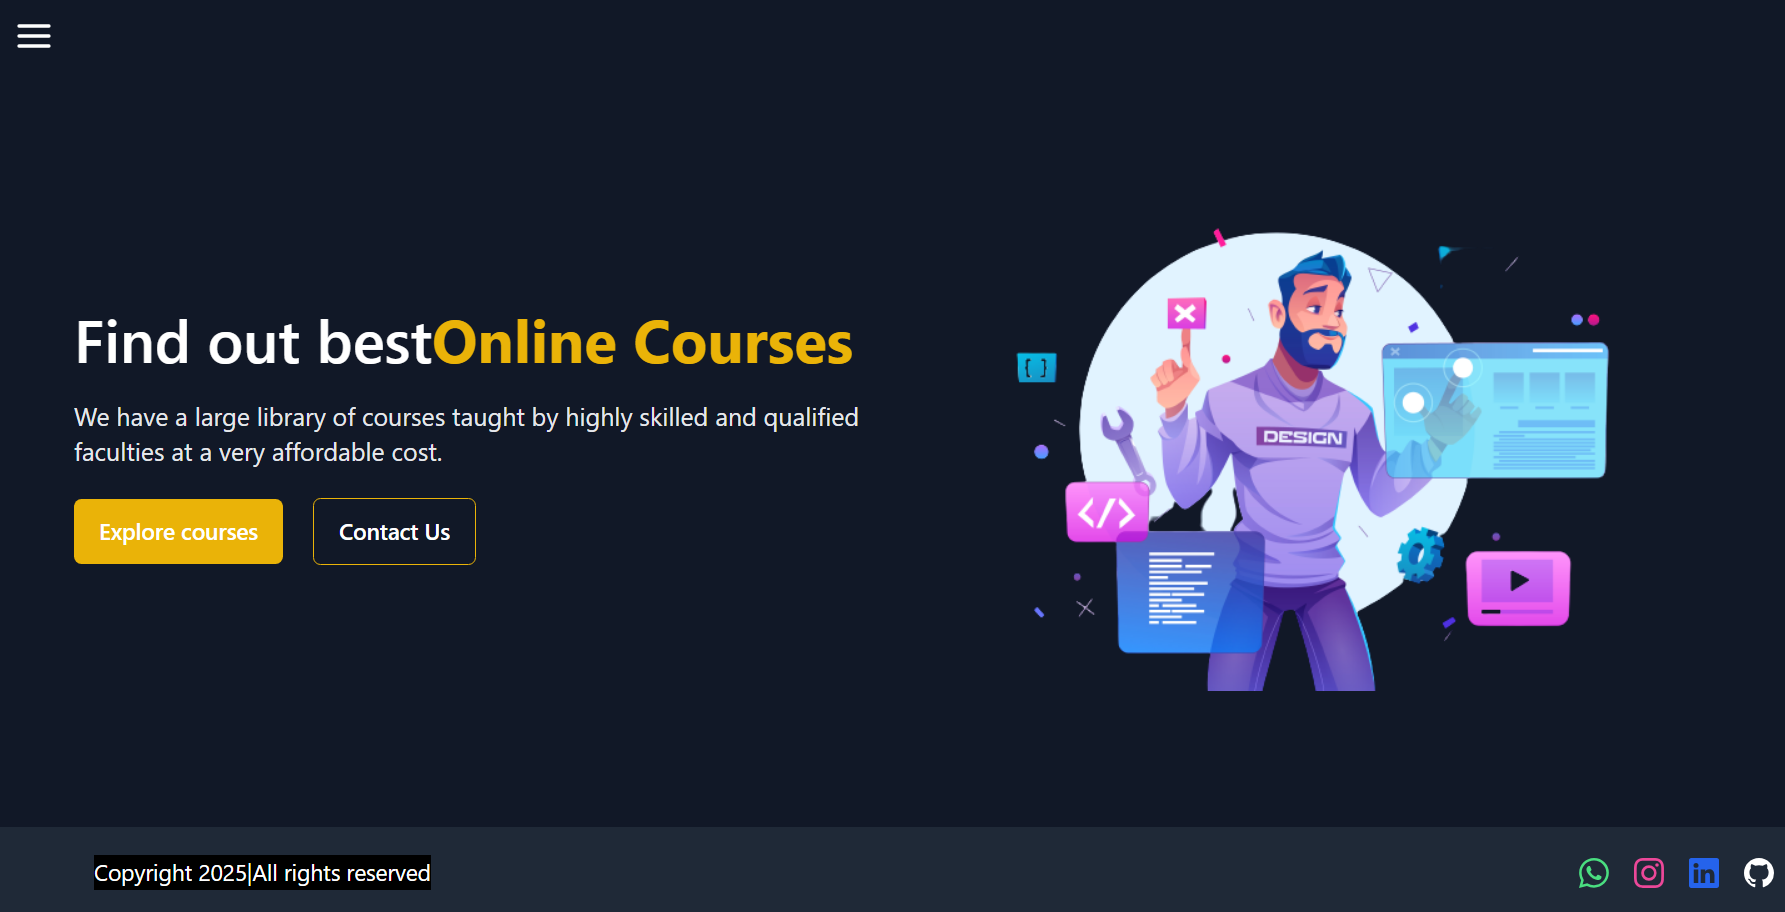 Find out bestOnline Courses
We have a large library of courses taught by highly skilled and qualified
faculties at a very affordable cost.
Explore courses
Contact Us
DESIGN
{ }
</>
Copyright 2025|All rights reserved
in